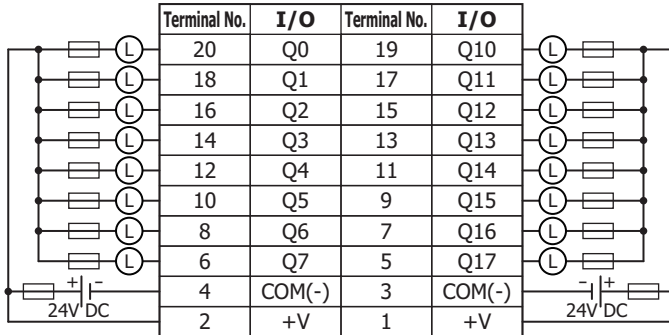 Terminal No. I/O Terminal No. I/O
L 20 Q0 19 Q10 L
L 18 Q1 17 Q11 L
L 16 Q2 15 Q12 L
L 14 Q3 13 Q13 L
L 12 Q4 11 Q14 L
L 10 Q5 9 Q15 L
L 8 Q6 7 Q16 L
L 6 Q7 5 Q17 L
+ – 4 COM(-) 3 COM(-) – +
24V DC 2 +V 1 +V 24V DC